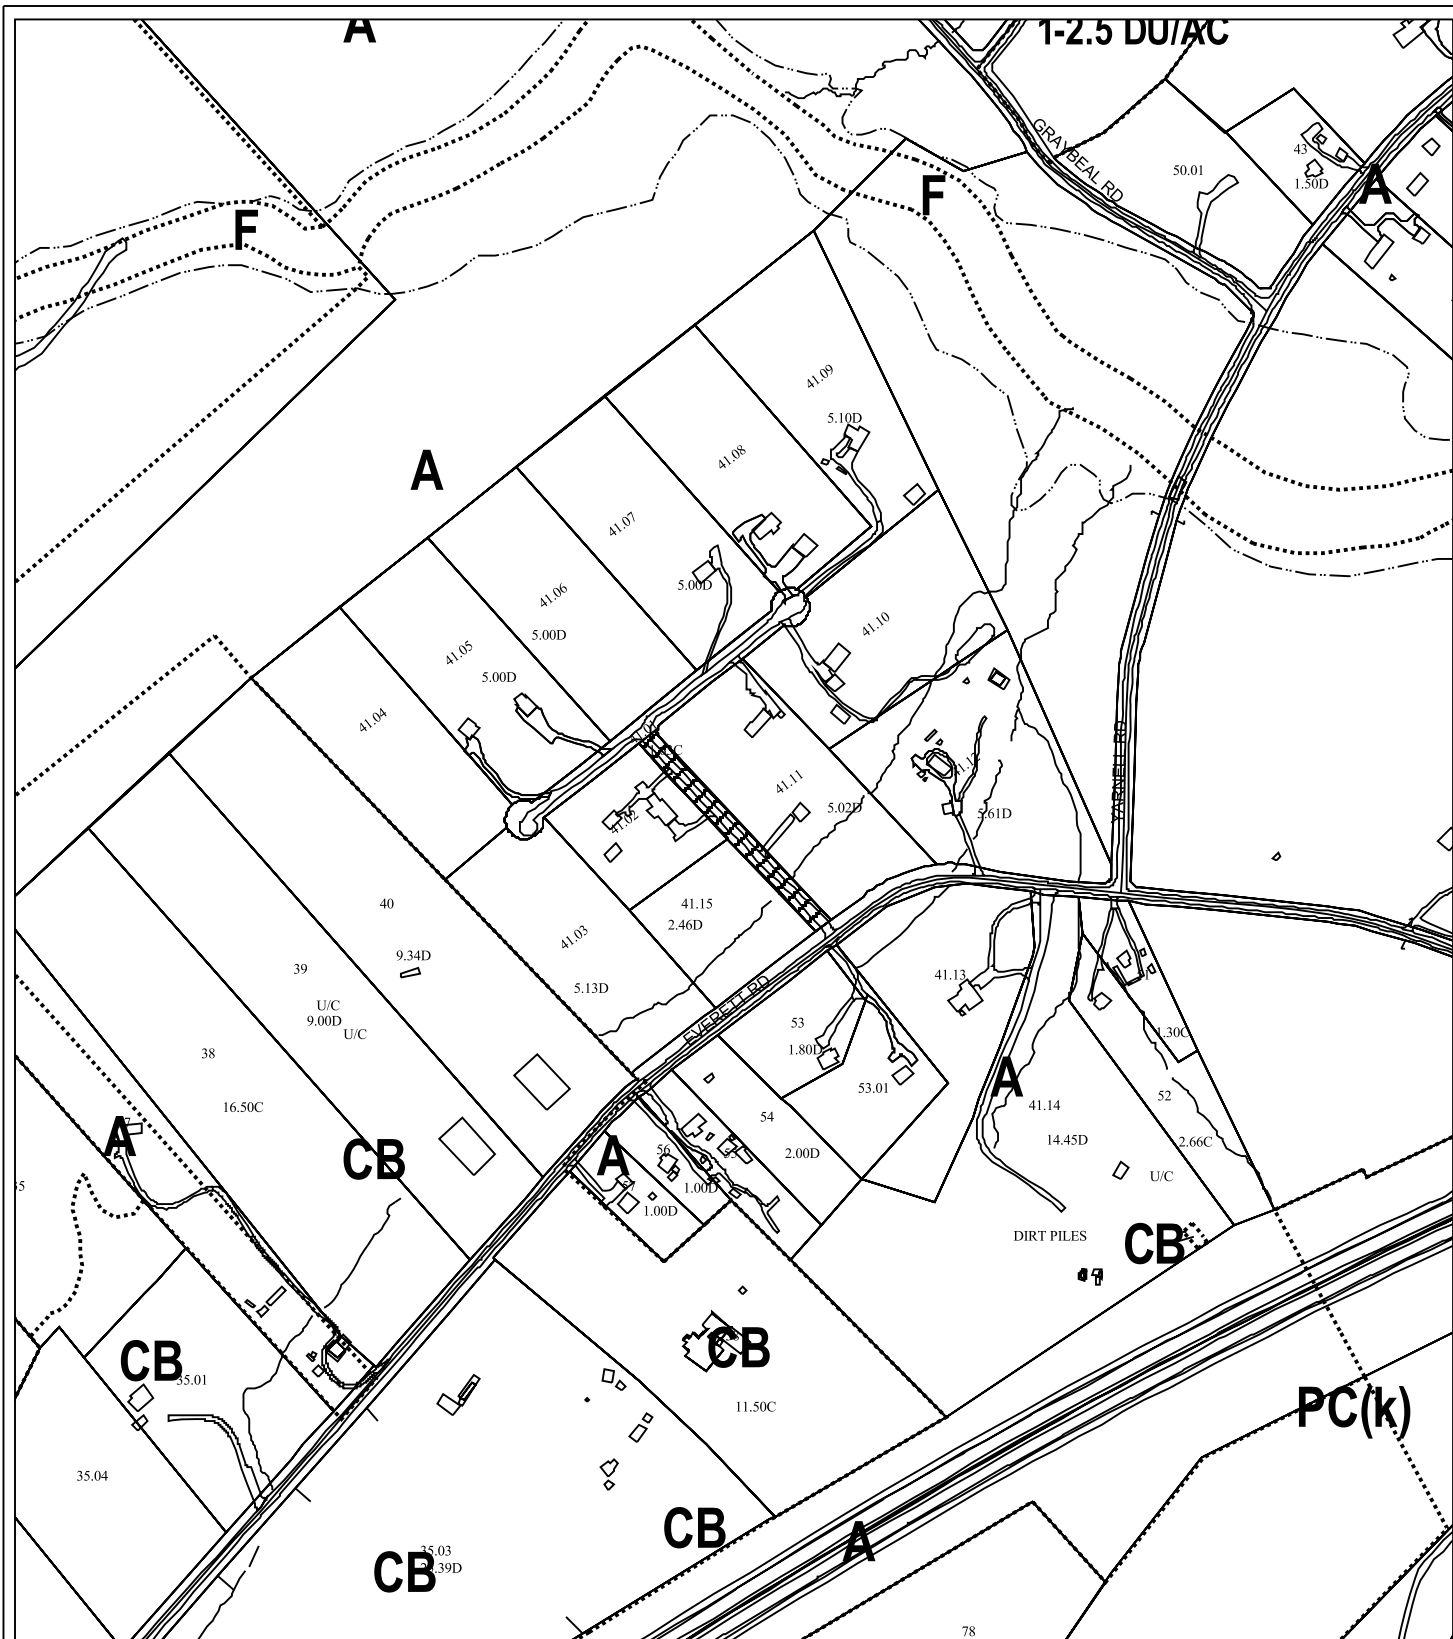 A
1-2.5 DU/AC
GRAYBEAL RD
43
1.50D
A
50.01
F
F
41.09
5.10D
A
41.08
41.07
5.00D
41.06
5.00D
41.10
41.05
5.00D
41.04
41.11
5.02D
5.61D
YARNELL RD
41.02
40
9.34D
41.15
2.46D
41.03
5.13D
39
U/C
9.00D
U/C
EVERETT RD
41.13
53
1.80D
53.01
1.30C
38
16.50C
A
41.14
14.45D
52
2.66C
U/C
54
2.00D
A
CB
A
56
1.00D
57
1.00D
DIRT PILES
CB
CB
35.01
CB
11.50C
PC(k)
35.04
CB
A
35.03
CB
78